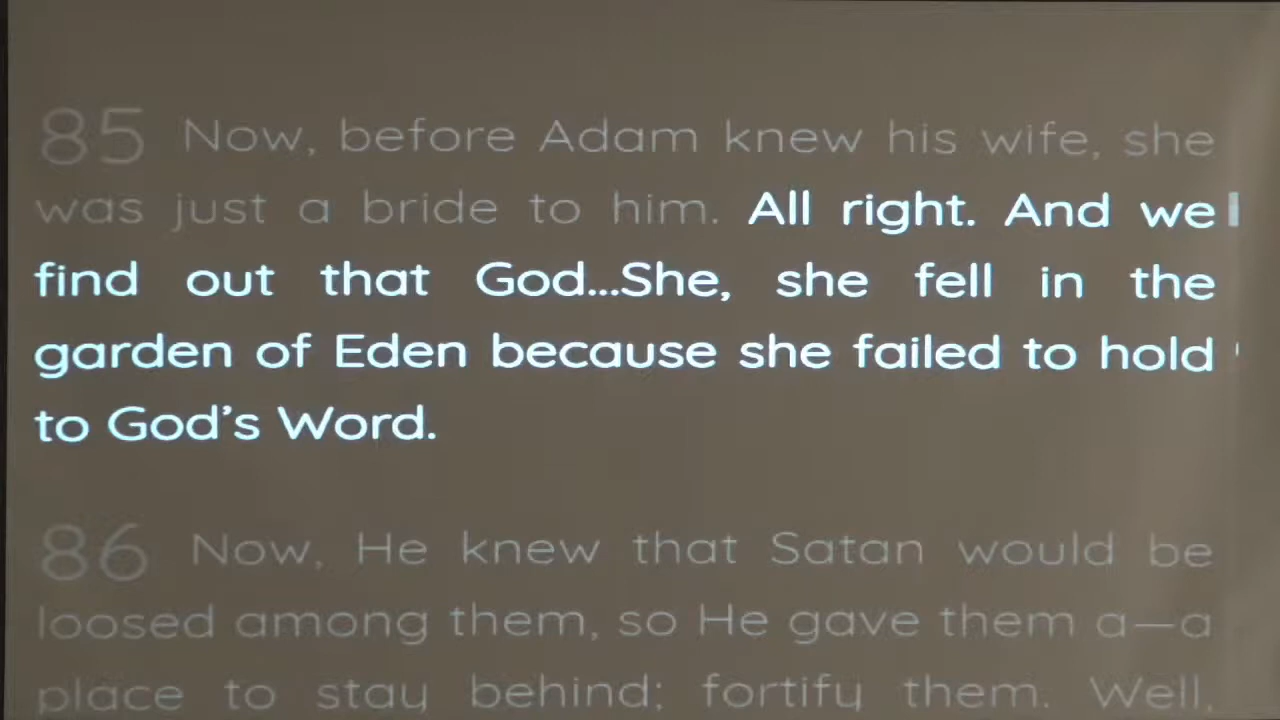 85 Now, before Adam knew his wife, she
was just a bride to him. All right. And we
find out that God...She, she fell in the
garden of Eden because she failed to hold
to God's Word.
86 Now, He knew that Satan would be
loosed among them, so He gave them a—a
place to stay behind; fortify them. Well,